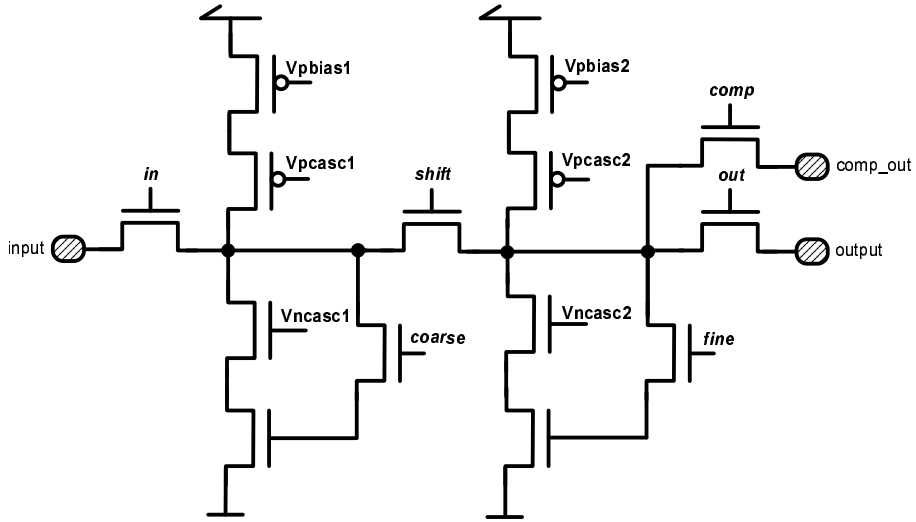 Vpbias1
Vpbias2
comp
Vpcasc1
Vpcasc2
comp_out
in
shift
out
input
output
Vncasc1
Vncasc2
coarse
fine